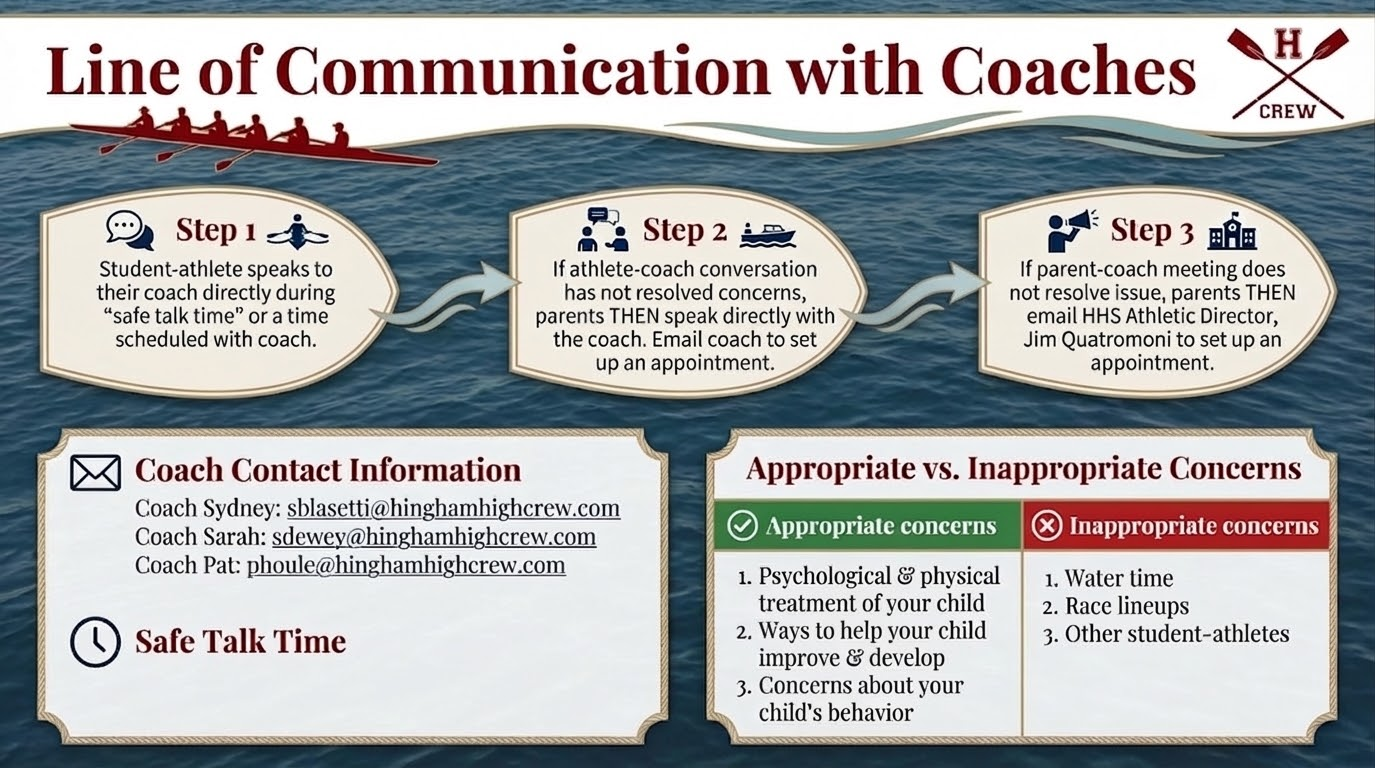 Line of Communication with Coaches
H
CREW
Step 1
Student-athlete speaks to
their coach directly during
“safe talk time” or a time
scheduled with coach.
Step 2
If athlete-coach conversation
has not resolved concerns,
parents THEN speak directly with
the coach. Email coach to set
up an appointment.
Step 3
If parent-coach meeting does
not resolve issue, parents THEN
email HHS Athletic Director,
Jim Quatromoni to set up an
appointment.
Coach Contact Information
Coach Sydney: sblasetti@hinghamhighcrew.com
Coach Sarah: sdewey@hinghamhighcrew.com
Coach Pat: phoule@hinghamhighcrew.com
Safe Talk Time
Appropriate vs. Inappropriate Concerns
Appropriate concerns
1. Psychological & physical
treatment of your child
2. Ways to help your child
improve & develop
3. Concerns about your
child’s behavior
Inappropriate concerns
1. Water time
2. Race lineups
3. Other student-athletes